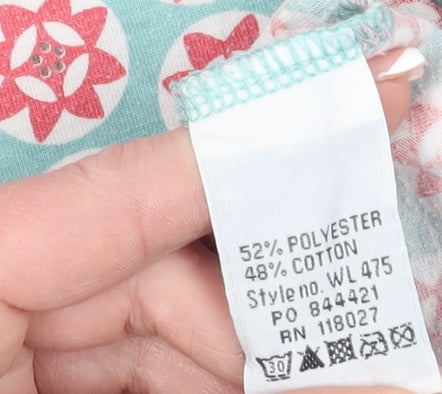 52% POLYESTER
48% COTTON
Style no. WL 475
PO 844421
RN 118027
30